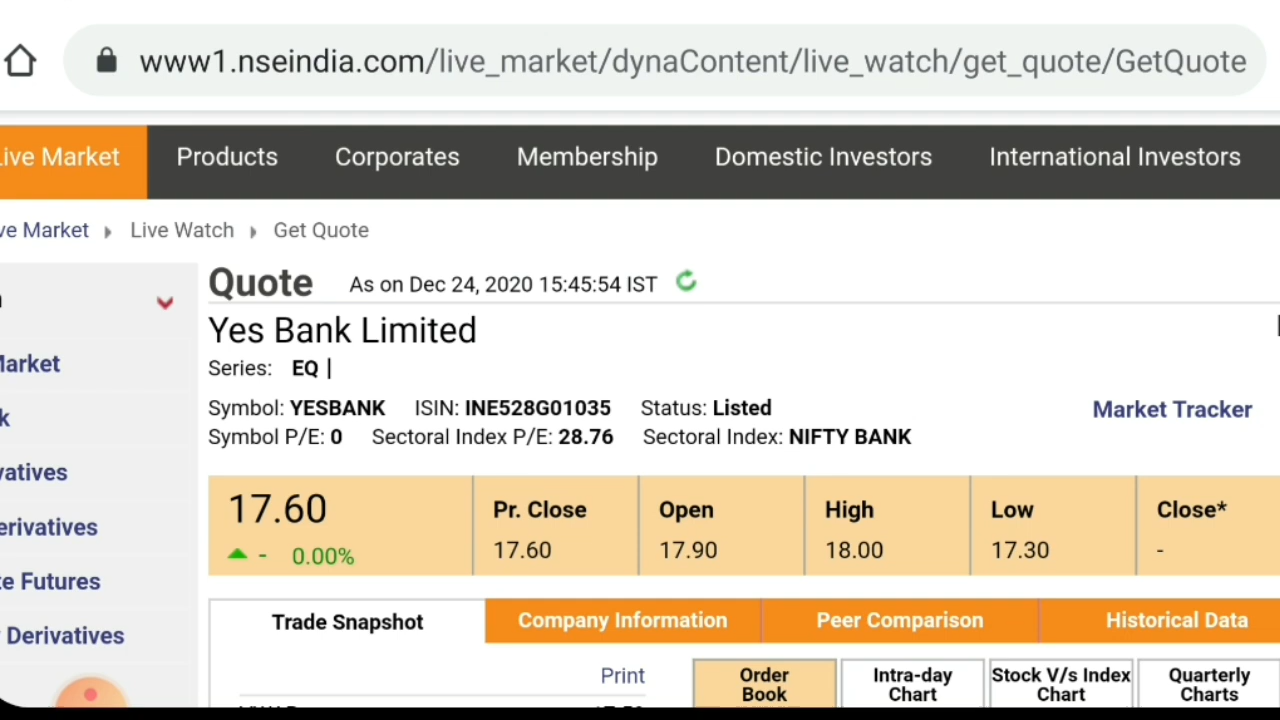 www1.nseindia.com/live_market/dynaContent/live_watch/get_quote/GetQuote
Live Market Products Corporates Membership Domestic Investors International Investors
Market Live Watch Get Quote
Quote As on Dec 24, 2020 15:45:54 IST
Yes Bank Limited
Series: EQ |
Market
Symbol: YESBANK ISIN: INE528G01035 Status: Listed Market Tracker
Symbol P/E: 0 Sectoral Index P/E: 28.76 Sectoral Index: NIFTY BANK
17.60 Pr. Close Open High Low Close*
- 0.00% 17.60 17.90 18.00 17.30 -
Futures
Trade Snapshot Company Information Peer Comparison Historical Data
Derivatives
Print Order Book Intra-day Chart Stock V/s Index Chart Quarterly Charts